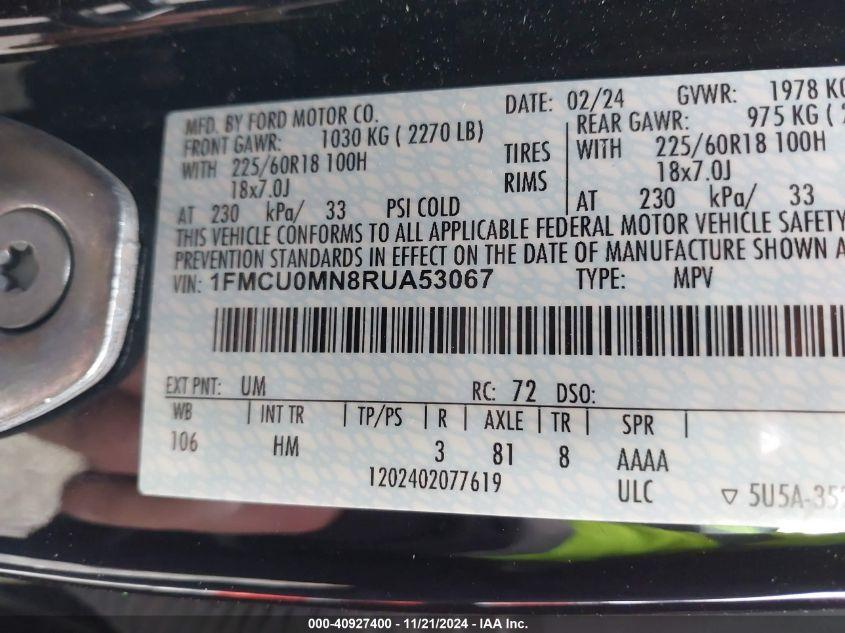 MFD. BY FORD MOTOR CO. DATE: 02/24 GVWR: 1978 KG
FRONT GAWR: 1030 KG ( 2270 LB) REAR GAWR: 975 KG (
WITH 225/60R18 100H TIRES WITH 225/60R18 100H
18x7.0J RIMS 18x7.0J
AT 230 kPa/ 33 PSI COLD AT 230 kPa/ 33
THIS VEHICLE CONFORMS TO ALL APPLICABLE FEDERAL MOTOR VEHICLE SAFETY
PREVENTION STANDARDS IN EFFECT ON THE DATE OF MANUFACTURE SHOWN
VIN: 1FMCU0MN8RUA53067 TYPE: MPV
EXT PNT: UM RC: 72 DSO:
WB | INT TR | TP/PS | R | AXLE | TR | SPR |
106 HM 3 81 8 AAAA
1202402077619 ULC ▽ 5U5A-35
000-40927400 - 11/21/2024 - IAA Inc.